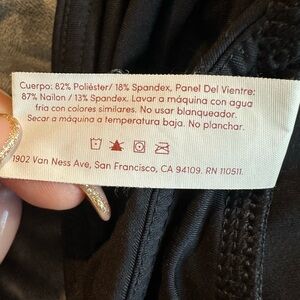 Cuerpo: 82% Poliéster/ 18% Spandex, Panel Del Vientre:
87% Nailon / 13% Spandex. Lavar a máquina con agua
fria con colores similares. No usar blanqueador.
Secar a máquina a temperatura baja. No planchar.
1902 Van Ness Ave, San Francisco, CA 94109. RN 110511.